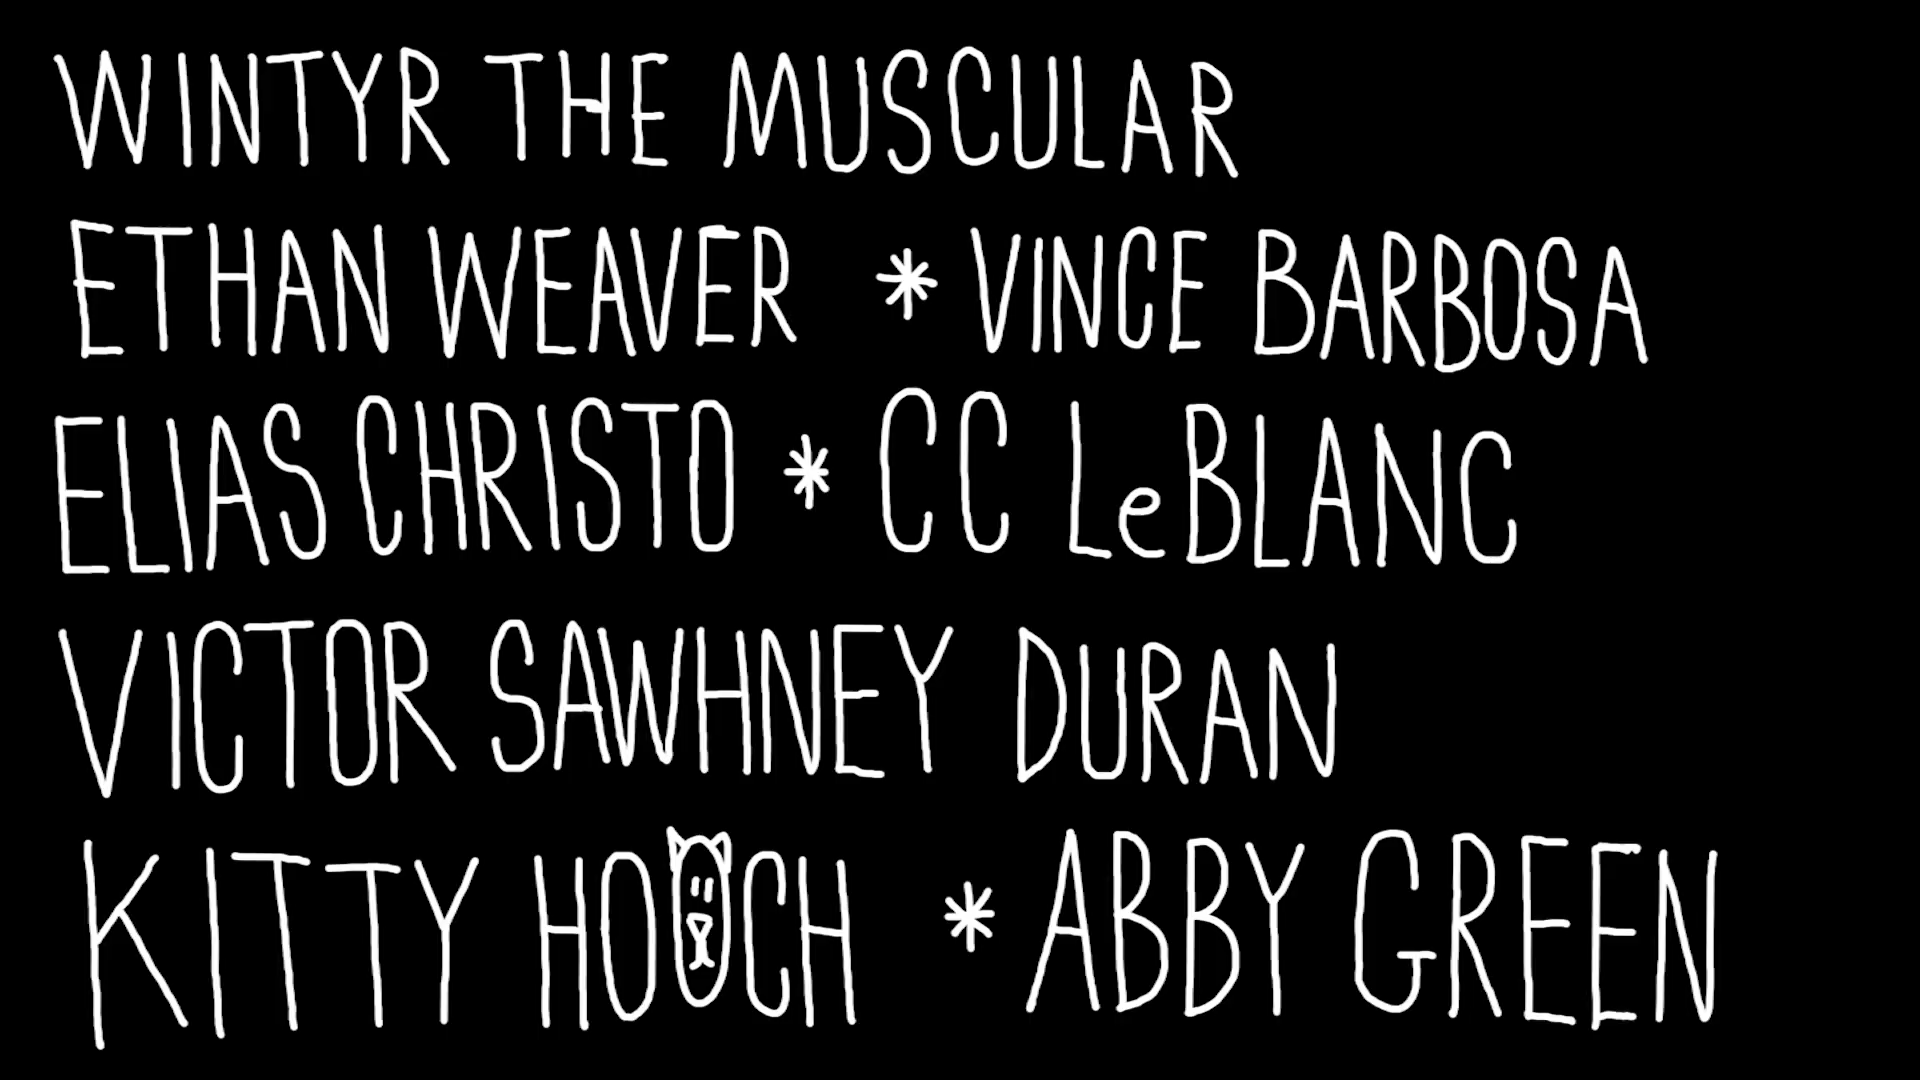 WINTYR THE MUSCULAR
ETHAN WEAVER * VINCE BARBOSA
ELIAS CHRISTO * CC LeBLANC
VICTOR SAWHNEY DURAN
KITTY HOOCH * ABBY GREEN